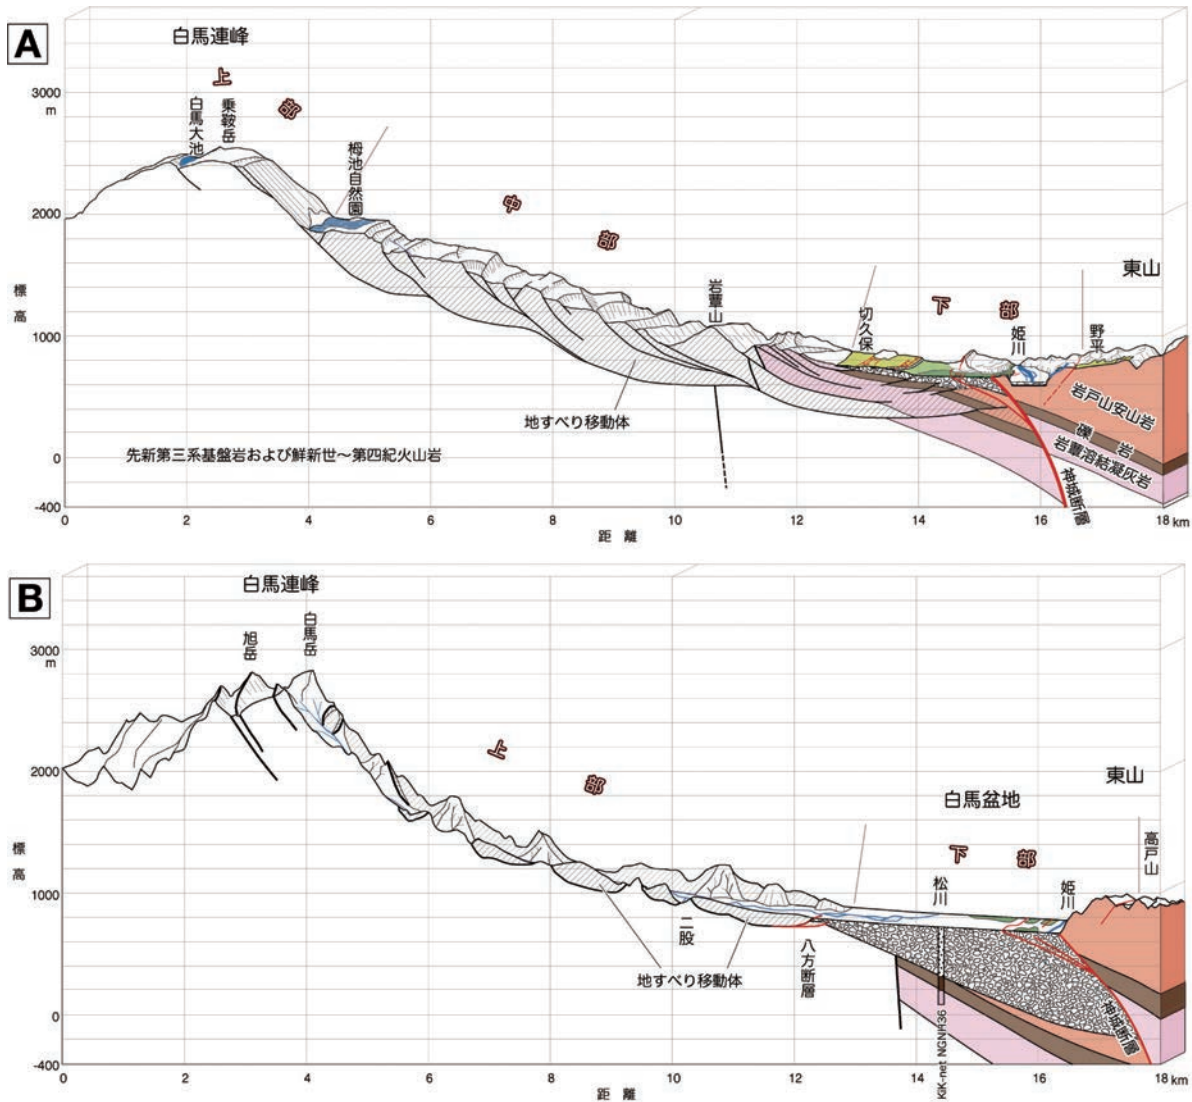 A
白馬連峰
上部
白馬大池
乗鞍岳
栂池自然園
中部
岩蕈山
切久保
下部
姫川
野平
東山
3000
m
2000
標高
1000
0
-400
地すべり移動体
先新第三系基盤岩および鮮新世〜第四紀火山岩
岩戸山安山岩
礫岩
岩蕈溶結凝灰岩
神城断層
0 2 4 6 8 10 12 14 16 18 km
距離
B
白馬連峰
旭岳
白馬岳
上部
東山
白馬盆地
下部
高戸山
松川
姫川
3000
m
2000
標高
1000
0
-400
二股
八方断層
地すべり移動体
神城断層
KiK-net NGNH36
0 2 4 6 8 10 12 14 16 18 km
距離